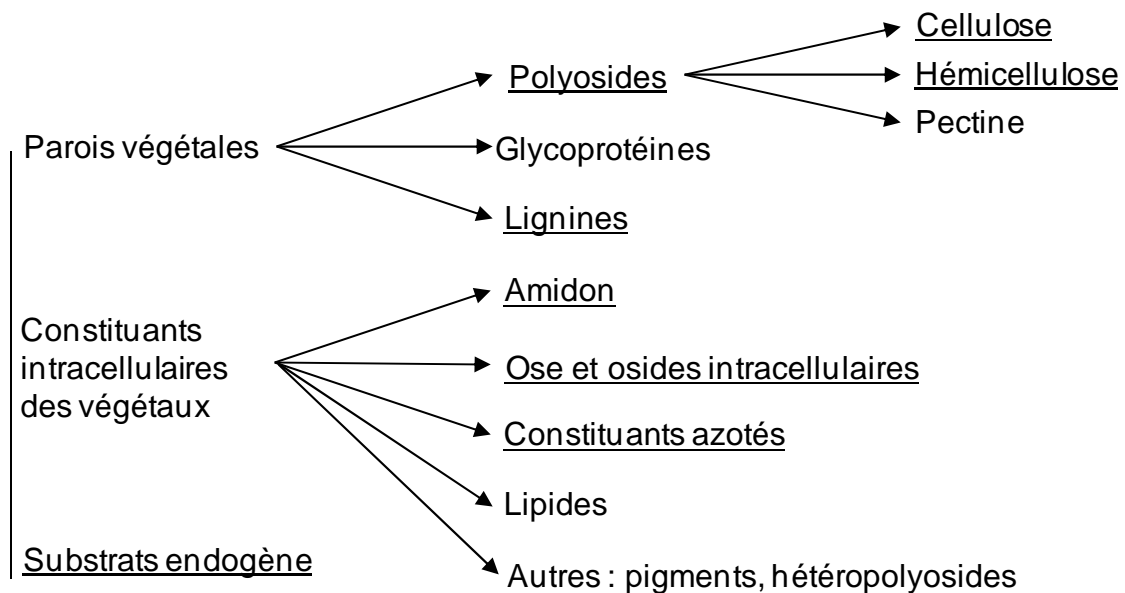 Cellulose
Polyosides
Hémicellulose
Pectine
Parois végétales
Glycoprotéines
Lignines
Amidon
Constituants
intracellulaires
des végétaux
Ose et osides intracellulaires
Constituants azotés
Lipides
Substrats endogène
Autres : pigments, hétéropolyosides